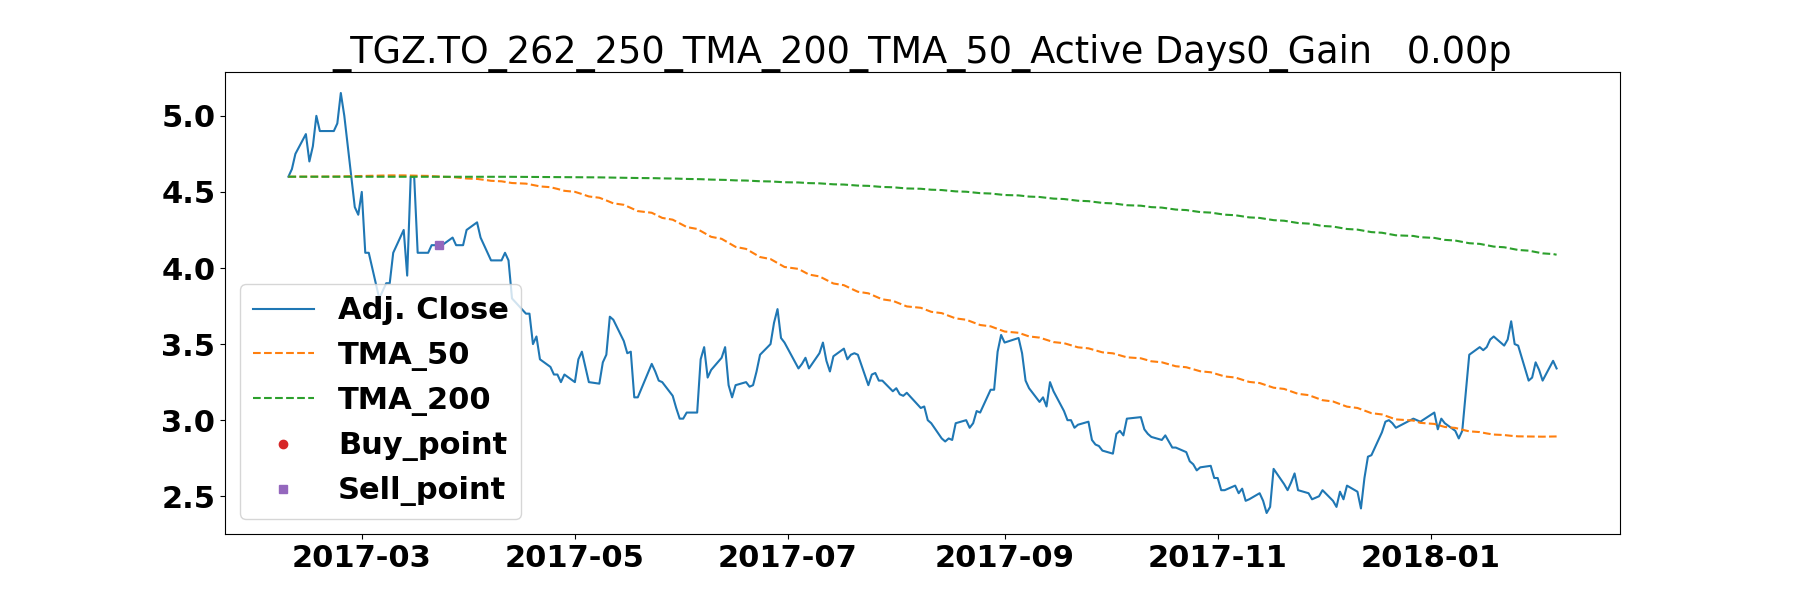 _TGZ.TO_262_250_TMA_200_TMA_50_Active Days0_Gain   0.00p
5.0
4.5
4.0
3.5
3.0
2.5
Adj. Close
TMA_50
TMA_200
Buy_point
Sell_point
2017-03 2017-05 2017-07 2017-09 2017-11 2018-01